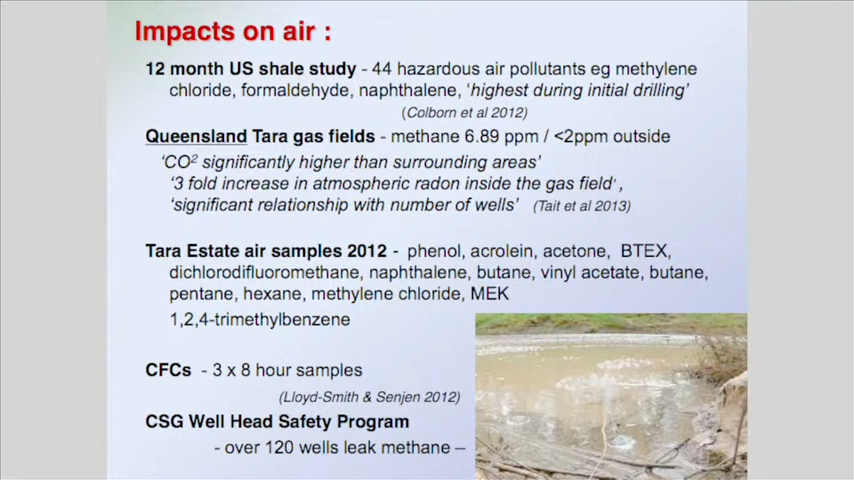 Impacts on air :
12 month US shale study - 44 hazardous air pollutants eg methylene
chloride, formaldehyde, naphthalene, ‘highest during initial drilling’
(Colborn et al 2012)
Queensland Tara gas fields - methane 6.89 ppm / <2ppm outside
‘CO² significantly higher than surrounding areas’
‘3 fold increase in atmospheric radon inside the gas field’,
‘significant relationship with number of wells’ (Tait et al 2013)
Tara Estate air samples 2012 - phenol, acrolein, acetone, BTEX,
dichlorodifluoromethane, naphthalene, butane, vinyl acetate, butane,
pentane, hexane, methylene chloride, MEK
1,2,4-trimethylbenzene
CFCs - 3 x 8 hour samples
(Lloyd-Smith & Senjen 2012)
CSG Well Head Safety Program
- over 120 wells leak methane –